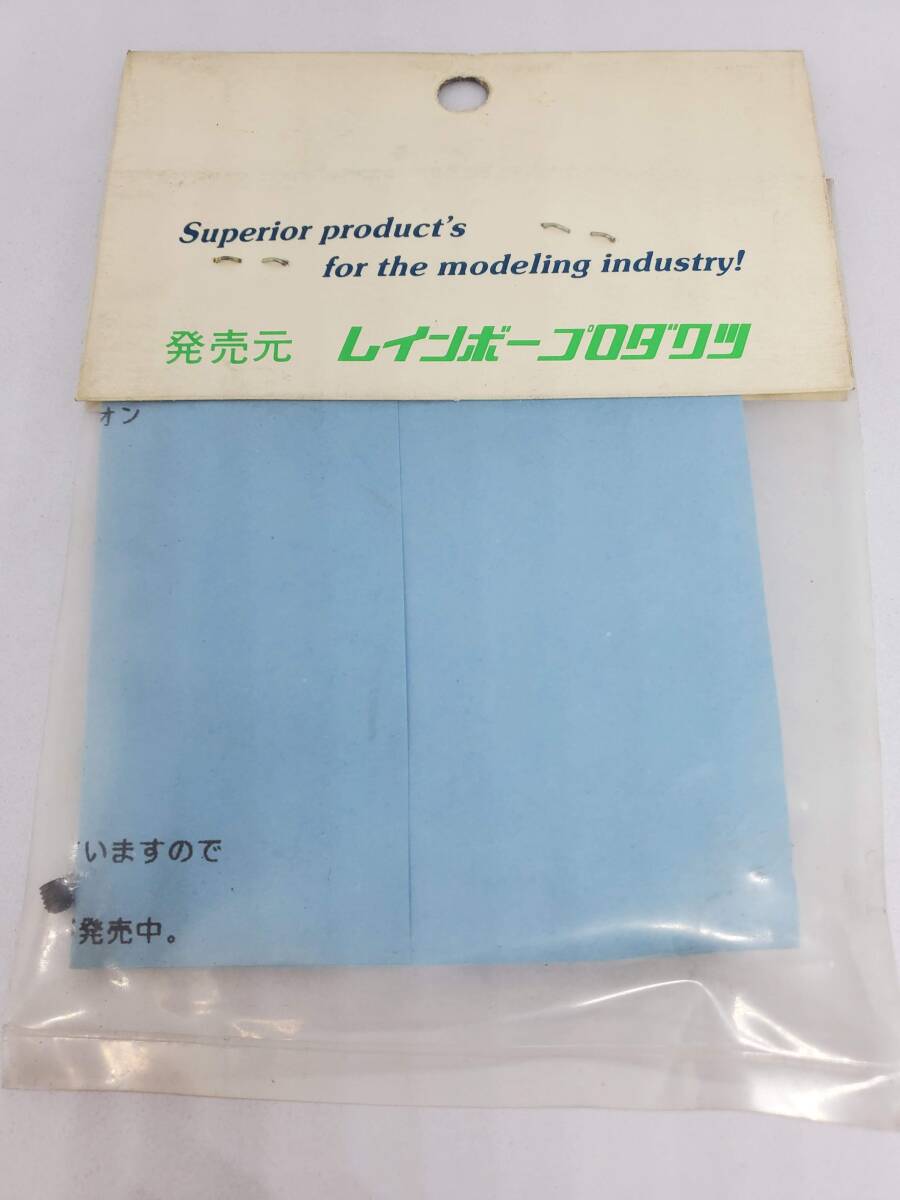 Superior product's
for the modeling industry!
発売元 レインボープロダクツ
オン
いますので
発売中。